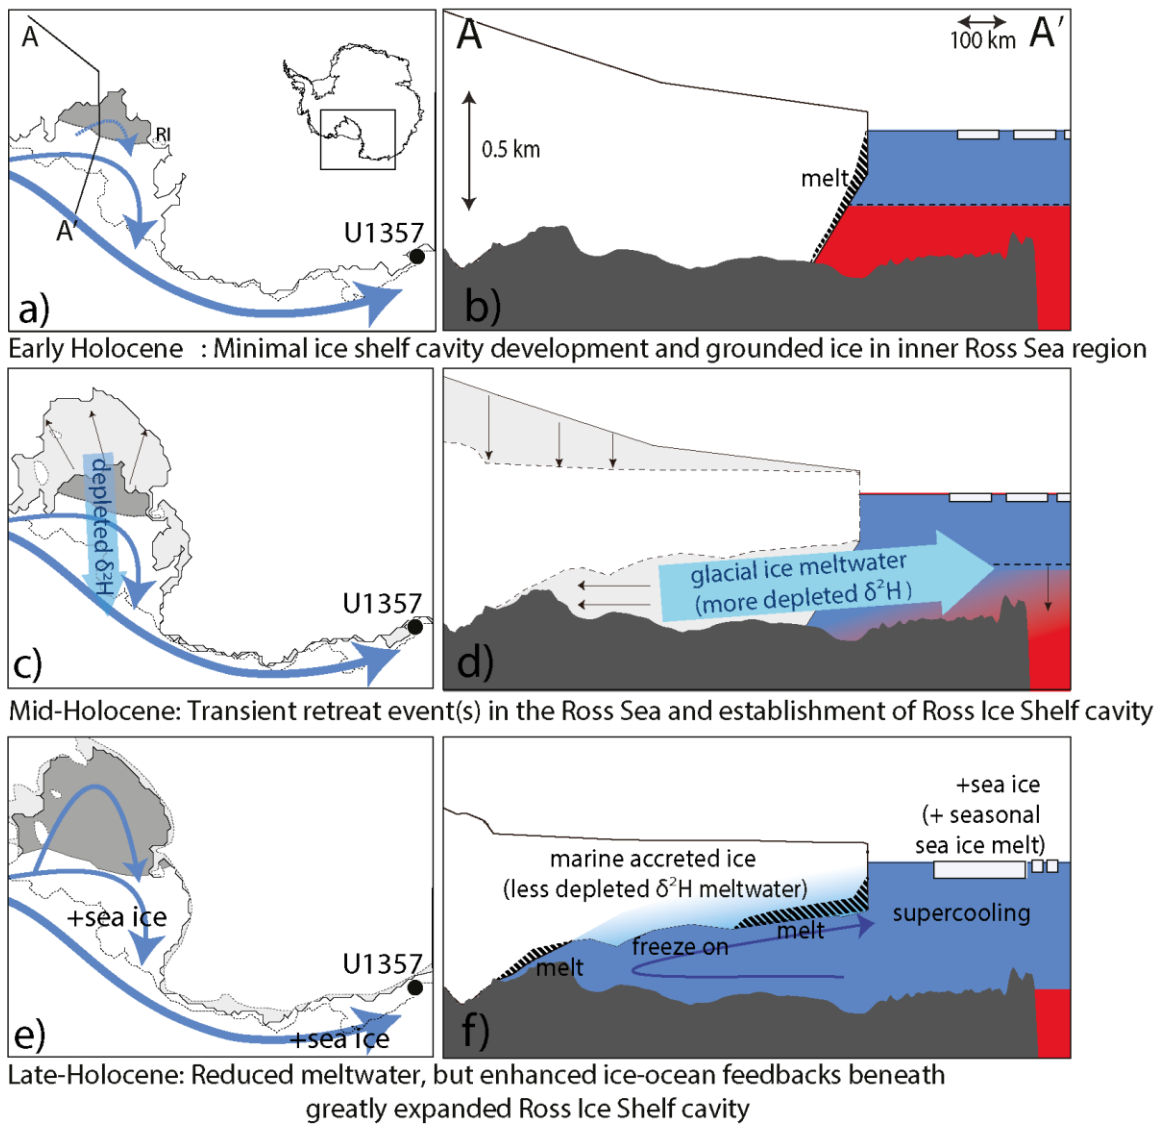 A
RI
A'
U1357
a)
A
100 km
A'
0.5 km
melt
b)
Early Holocene : Minimal ice shelf cavity development and grounded ice in inner Ross Sea region
depleted δ²H
U1357
c)
glacial ice meltwater
(more depleted δ²H)
d)
Mid-Holocene: Transient retreat event(s) in the Ross Sea and establishment of Ross Ice Shelf cavity
+sea ice
U1357
e)
+sea ice
+sea ice
(+ seasonal
sea ice melt)
marine accreted ice
(less depleted δ²H meltwater)
supercooling
melt
freeze on
melt
f)
Late-Holocene: Reduced meltwater, but enhanced ice-ocean feedbacks beneath
greatly expanded Ross Ice Shelf cavity